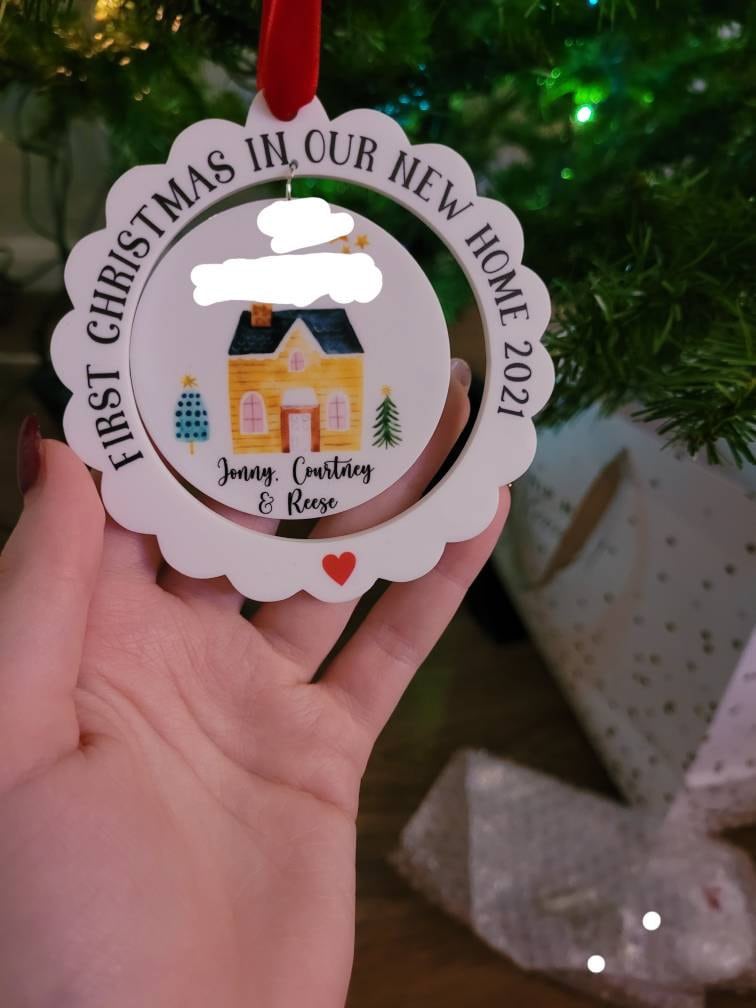 FIRST CHRISTMAS IN OUR NEW HOME 2021
Jonny, Courtney
& Reese